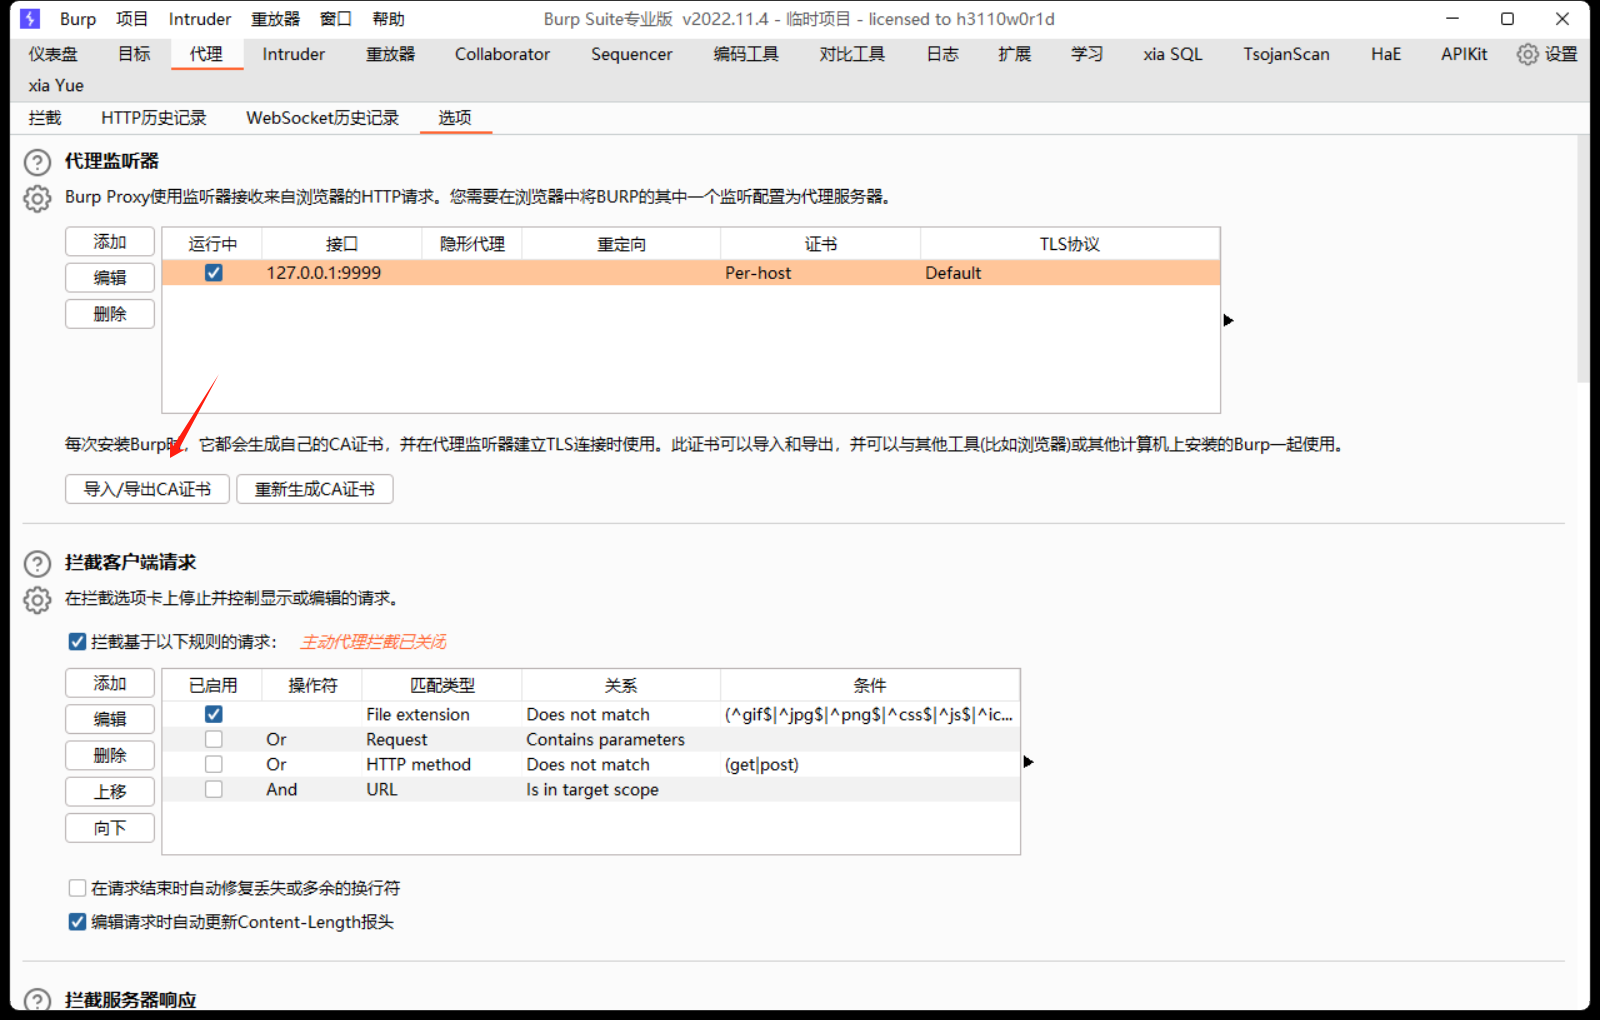 Burp 项目 Intruder 重放器 窗口 帮助 Burp Suite专业版 v2022.11.4 - 临时项目 - licensed to h3110w0r1d
仪表盘 目标 代理 Intruder 重放器 Collaborator Sequencer 编码工具 对比工具 日志 扩展 学习 xia SQL TsojanScan HaE APIKit 设置
xia Yue
拦截 HTTP历史记录 WebSocket历史记录 选项
代理监听器
Burp Proxy使用监听器接收来自浏览器的HTTP请求。您需要在浏览器中将BURP的其中一个监听配置为代理服务器。
添加 运行中 接口 隐形代理 重定向 证书 TLS协议
编辑 127.0.0.1:9999 Per-host Default
删除
每次安装Burp时，它都会生成自己的CA证书，并在代理监听器建立TLS连接时使用。此证书可以导入和导出，并可以与其他工具(比如浏览器)或其他计算机上安装的Burp一起使用。
导入/导出CA证书 重新生成CA证书
拦截客户端请求
在拦截选项卡上停止并控制显示或编辑的请求。
拦截基于以下规则的请求： 主动代理拦截已关闭
添加 已启用 操作符 匹配类型 关系 条件
编辑 File extension Does not match (^gif$|^jpg$|^png$|^css$|^js$|^ic...
删除 Or Request Contains parameters
上移 Or HTTP method Does not match (get|post)
向下 And URL Is in target scope
在请求结束时自动修复丢失或多余的换行符
编辑请求时自动更新Content-Length报头
拦截服务器响应